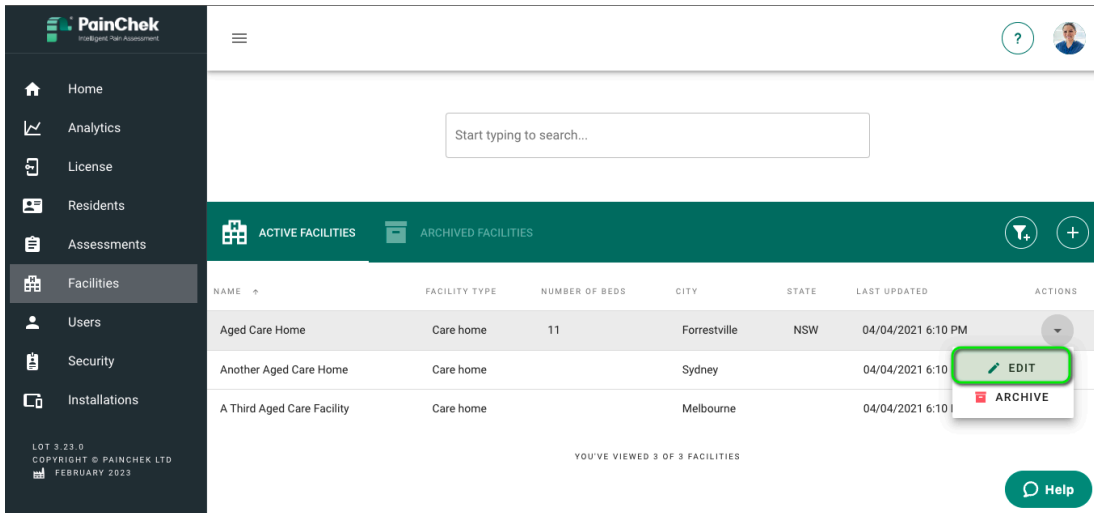 PainChek
Intelligent Pain Assessment
?
Home
Analytics
License
Residents
Assessments
Facilities
Users
Security
Installations
LOT 3.23.0
COPYRIGHT © PAINCHEK LTD
FEBRUARY 2023
Start typing to search...
ACTIVE FACILITIES ARCHIVED FACILITIES
NAME ↑ FACILITY TYPE NUMBER OF BEDS CITY STATE LAST UPDATED ACTIONS
Aged Care Home Care home 11 Forrestville NSW 04/04/2021 6:10 PM
Another Aged Care Home Care home Sydney 04/04/2021 6:10
A Third Aged Care Facility Care home Melbourne 04/04/2021 6:10
EDIT
ARCHIVE
YOU'VE VIEWED 3 OF 3 FACILITIES
Help